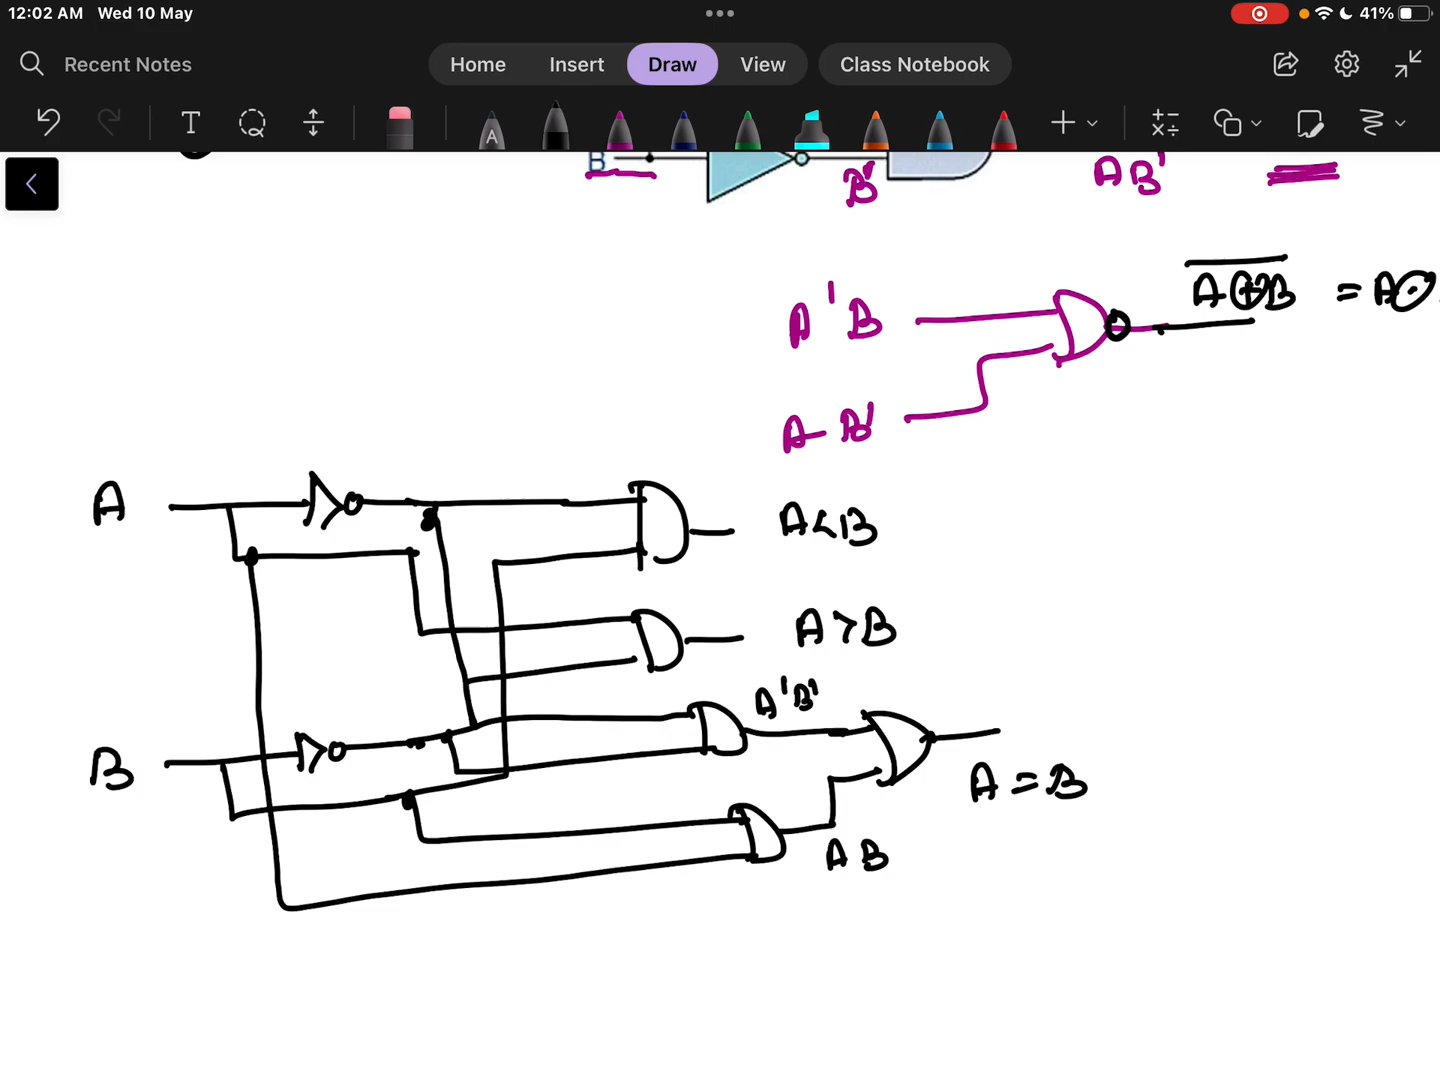 12:02 AM Wed 10 May
41%
Recent Notes
Home Insert Draw View Class Notebook
T
A
B
B'
AB'
A'B
A⊕B = A⊙
AB'
A
A<B
A>B
A'B'
B
A=B
AB